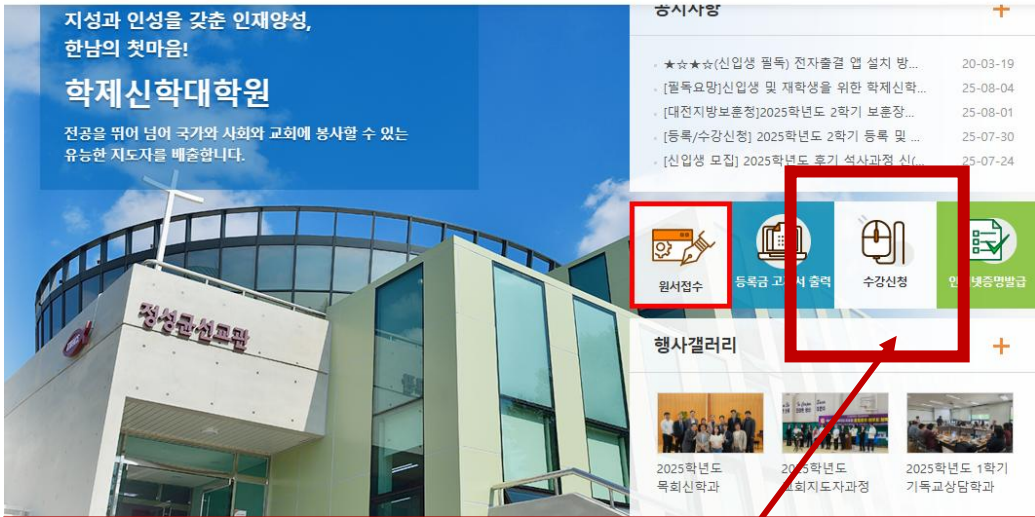 지성과 인성을 갖춘 인재양성,
한남의 첫마음!
학제신학대학원
전공을 뛰어 넘어 국가와 사회와 교회에 봉사할 수 있는
유능한 지도자를 배출합니다.
정성균선교관
공지사항 +
★☆★☆(신입생 필독) 전자출결 앱 설치 방... 20-03-19
[필독요망]신입생 및 재학생을 위한 학제신학... 25-08-04
[대전지방보훈청]2025학년도 2학기 보훈장... 25-08-01
[등록/수강신청] 2025학년도 2학기 등록 및 ... 25-07-30
[신입생 모집] 2025학년도 후기 석사과정 신(... 25-07-24
원서접수
등록금 고 서 출력
수강신청
인 넷증명발급
행사갤러리 +
2025학년도
목회신학과
2025학년도
교회지도자과정
2025학년도 1학기
기독교상담학과